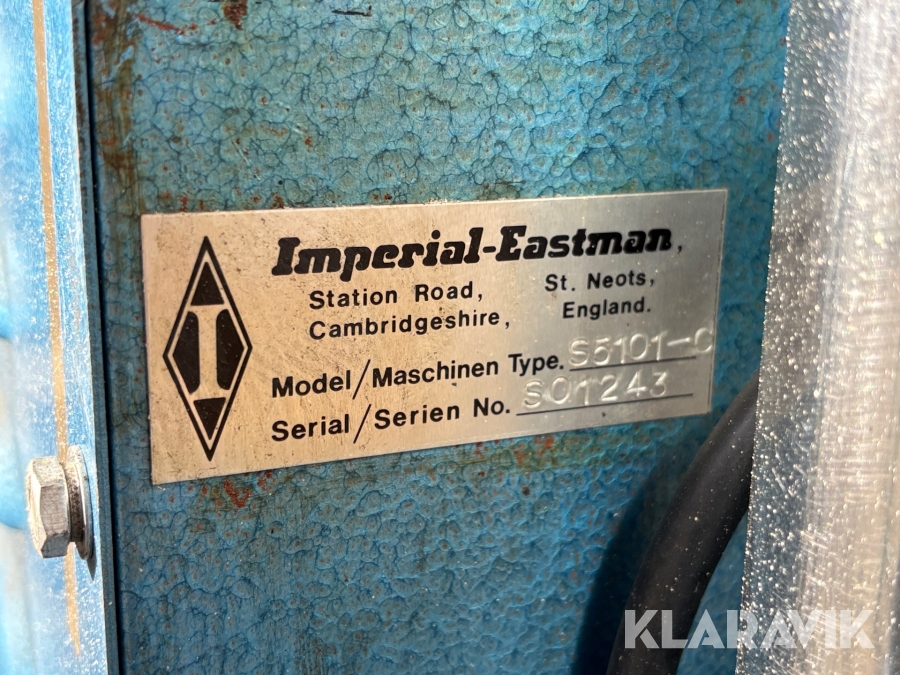 Imperial-Eastman,
Station Road, St. Neots,
Cambridgeshire, England.
Model/Maschinen Type. S5101-C
Serial/Serien No. S01243
I
KLARAVIK